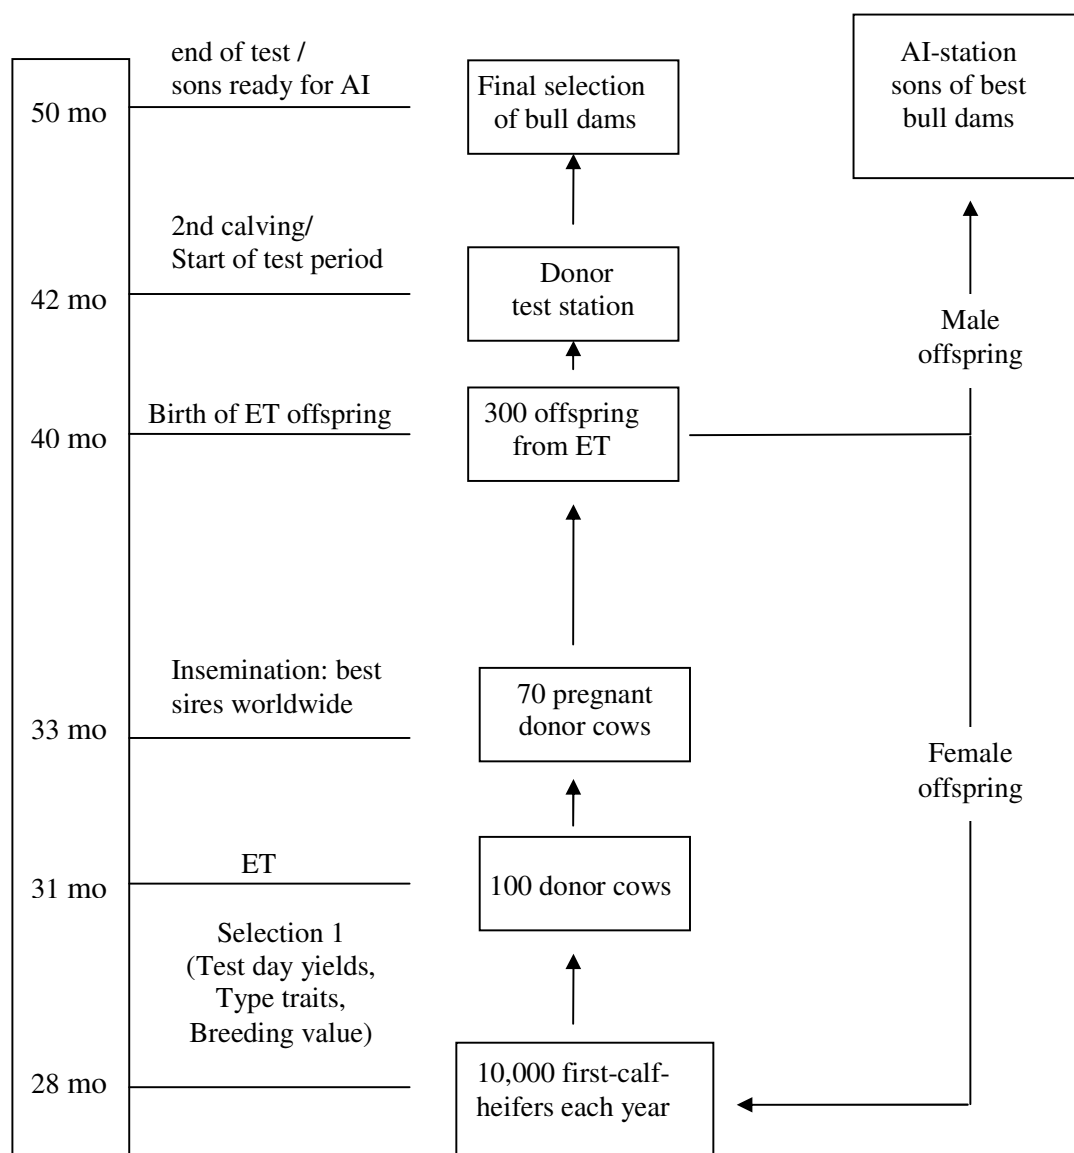 end of test /
sons ready for AI
50 mo
Final selection
of bull dams
AI-station
sons of best
bull dams
2nd calving/
Start of test period
42 mo
Donor
test station
Male
offspring
Birth of ET offspring
40 mo
300 offspring
from ET
Insemination: best
sires worldwide
33 mo
70 pregnant
donor cows
Female
offspring
ET
31 mo
100 donor cows
Selection 1
(Test day yields,
Type traits,
Breeding value)
28 mo
10,000 first-calf-
heifers each year